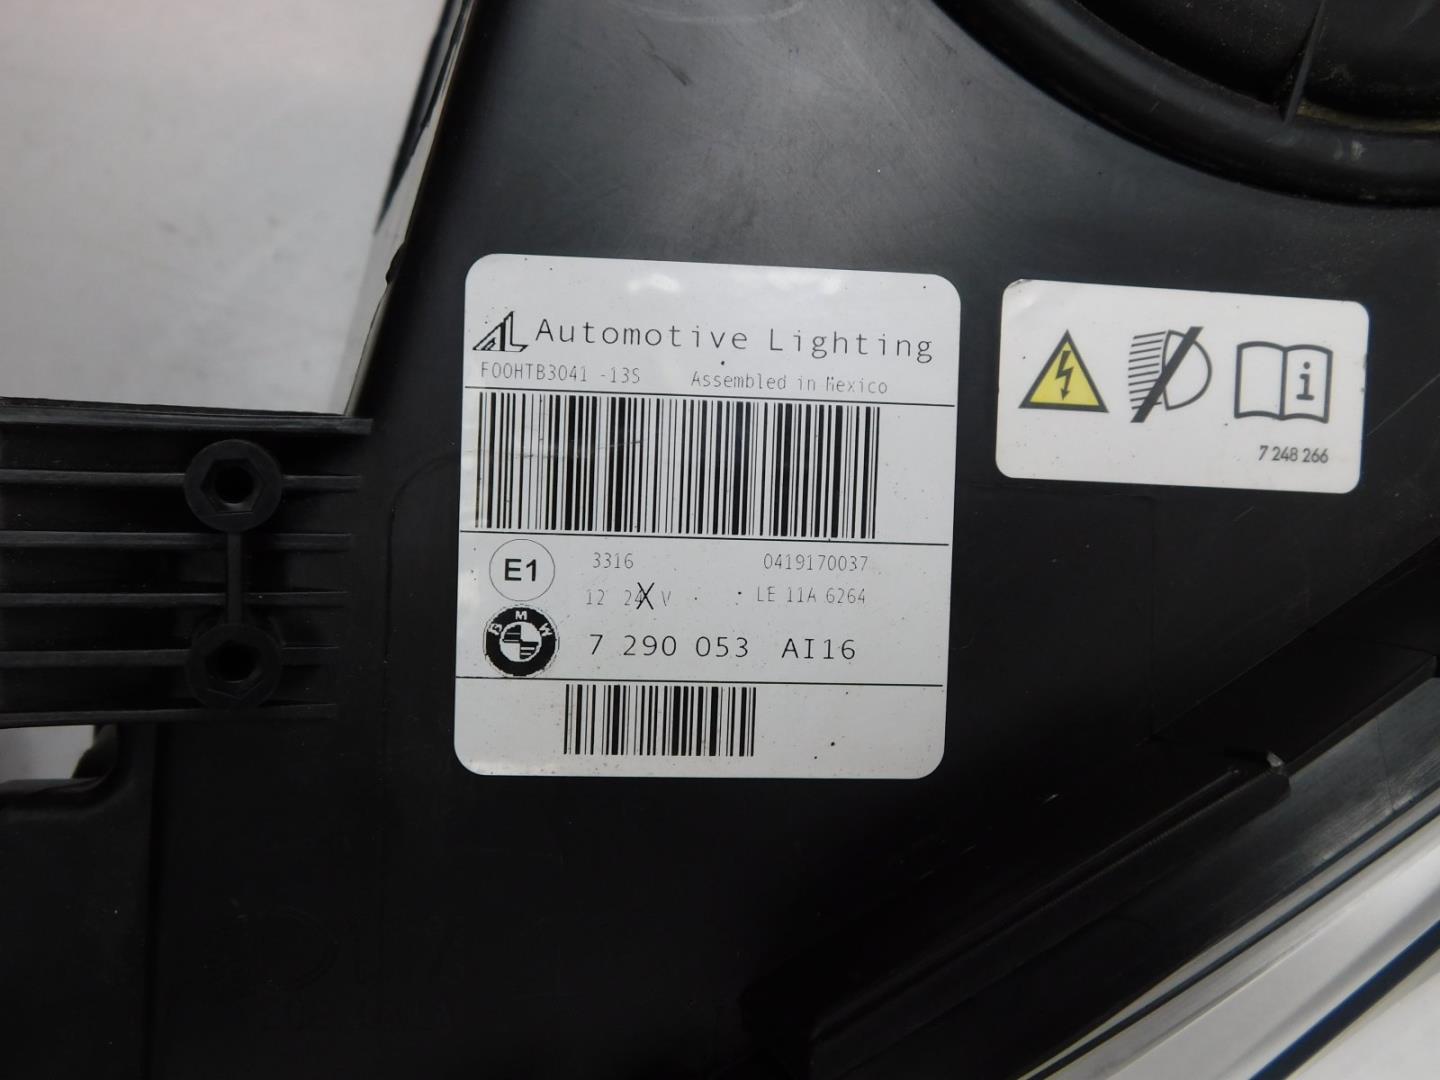 AL Automotive Lighting
F00HTB3041 -13S Assembled in Mexico
E1 3316 0419170037
12 24 V LE 11A 6264
BMW 7 290 053 AI16
7 248 266